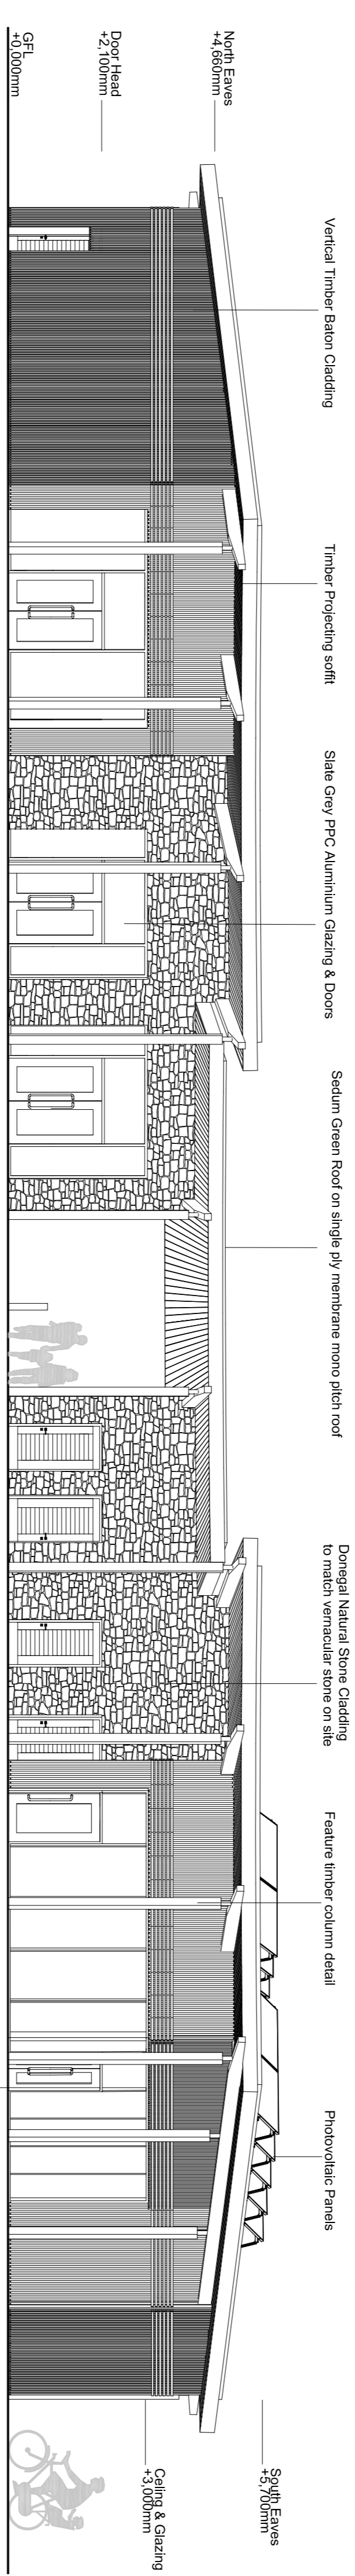 North Eaves
+4,660mm
Door Head
+2,100mm
GFL
+0,000mm
Vertical Timber Baton Cladding
Timber Projecting soffit
Slate Grey PPC Aluminium Glazing & Doors
Sedum Green Roof on single ply membrane mono pitch roof
Donegal Natural Stone Cladding
to match vernacular stone on site
Feature timber column detail
Photovoltaic Panels
South Eaves
+5,700mm
Celing & Glazing
+3,000mm